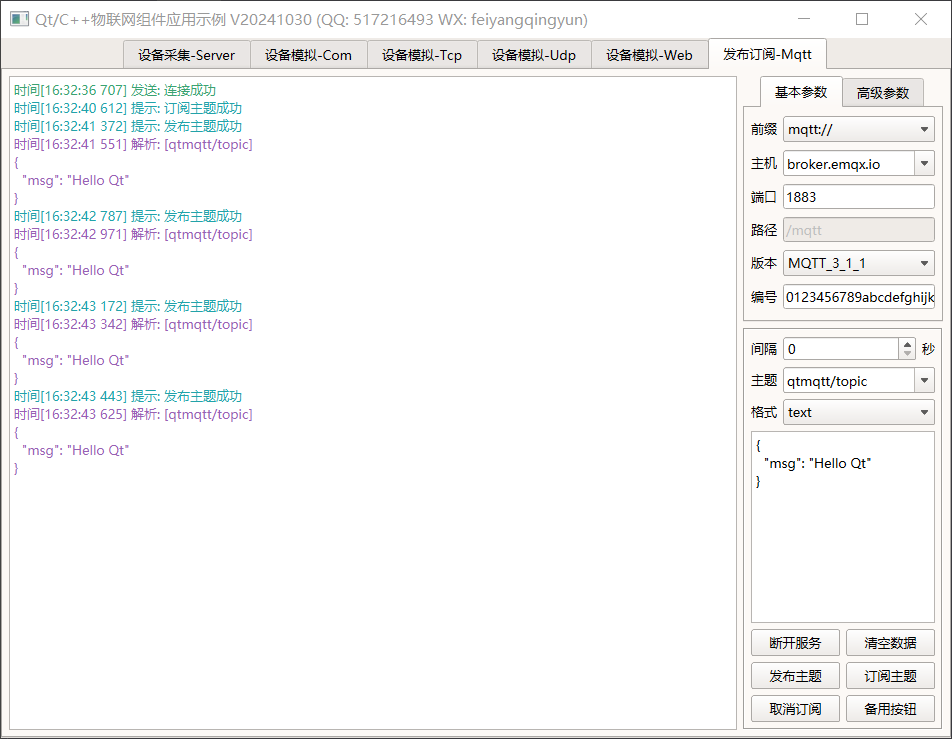 Qt/C++物联网组件应用示例 V20241030 (QQ: 517216493 WX: feiyangqingyun)
设备采集-Server 设备模拟-Com 设备模拟-Tcp 设备模拟-Udp 设备模拟-Web 发布订阅-Mqtt
时间[16:32:36 707] 发送: 连接成功
时间[16:32:40 612] 提示: 订阅主题成功
时间[16:32:41 372] 提示: 发布主题成功
时间[16:32:41 551] 解析: [qtmqtt/topic]
{
"msg": "Hello Qt"
}
时间[16:32:42 787] 提示: 发布主题成功
时间[16:32:42 971] 解析: [qtmqtt/topic]
{
"msg": "Hello Qt"
}
时间[16:32:43 172] 提示: 发布主题成功
时间[16:32:43 342] 解析: [qtmqtt/topic]
{
"msg": "Hello Qt"
}
时间[16:32:43 443] 提示: 发布主题成功
时间[16:32:43 625] 解析: [qtmqtt/topic]
{
"msg": "Hello Qt"
}
基本参数 高级参数
前缀 mqtt://
主机 broker.emqx.io
端口 1883
路径 /mqtt
版本 MQTT_3_1_1
编号 0123456789abcdefghijk
间隔 0 秒
主题 qtmqtt/topic
格式 text
{
"msg": "Hello Qt"
}
断开服务 清空数据
发布主题 订阅主题
取消订阅 备用按钮